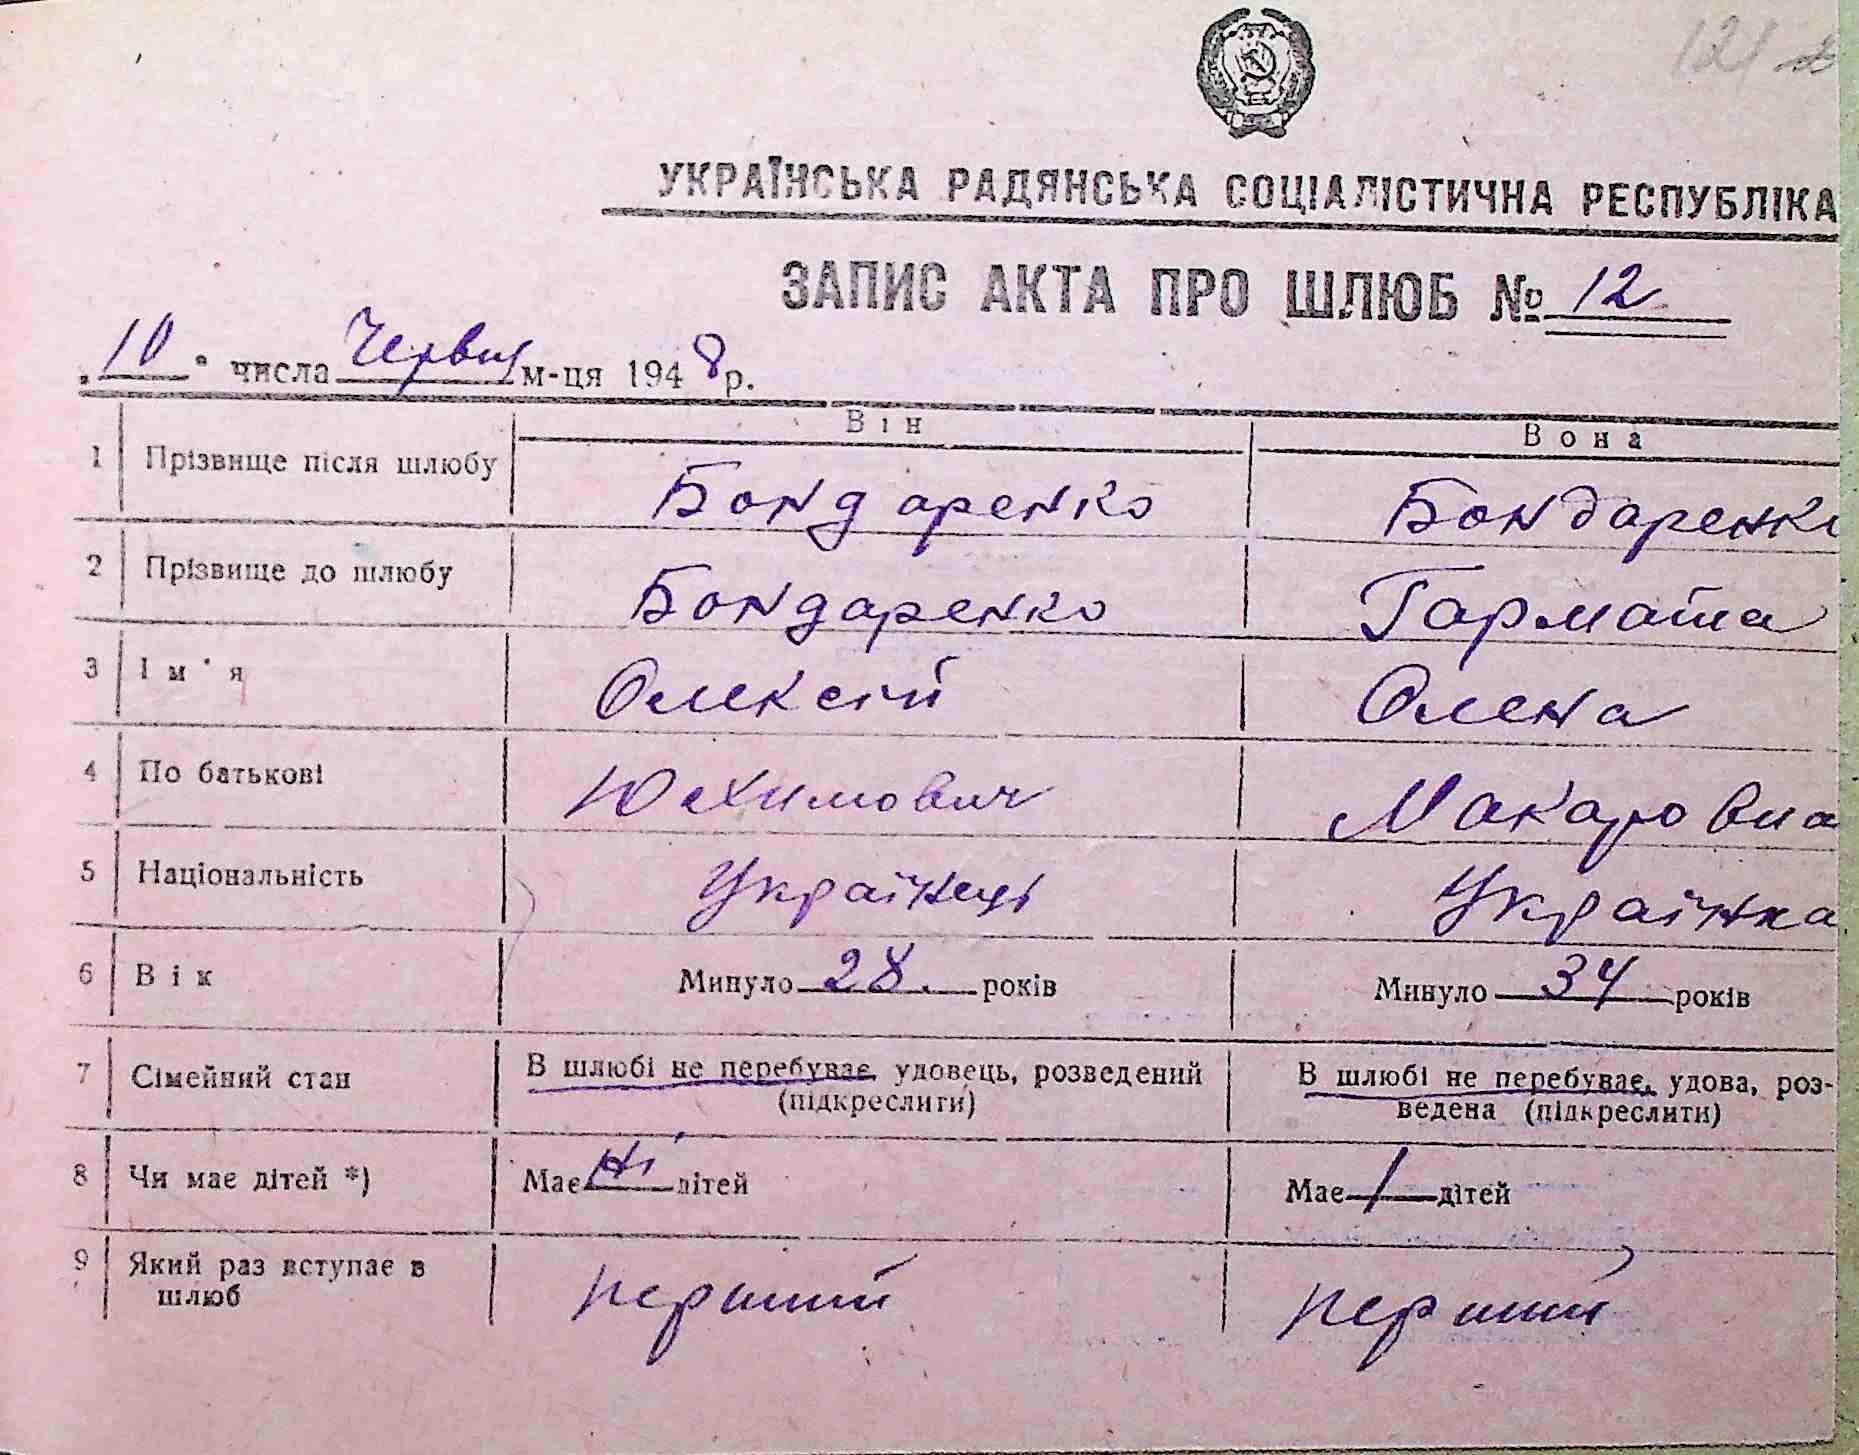 121
УКРАЇНСЬКА РАДЯНСЬКА СОЦІАЛІСТИЧНА РЕСПУБЛІКА
ЗАПИС АКТА ПРО ШЛЮБ № 12
„10" числа Червня м-ця 1948 р.
Він Вона
1 Прізвище після шлюбу Бондаренко Бондаренко
2 Прізвище до шлюбу Бондаренко Гармата
3 Ім'я Олексій Олена
4 По батькові Юхимович Макаровна
5 Національність Українець Українка
6 Вік Минуло 28 років Минуло 34 років
7 Сімейний стан В шлюбі не перебуває, удовець, розведений В шлюбі не перебуває, удова, роз-
(підкреслити) ведена (підкреслити)
8 Чи має дітей *) Має ні дітей Має 1 дітей
9 Який раз вступає в
шлюб перший перший